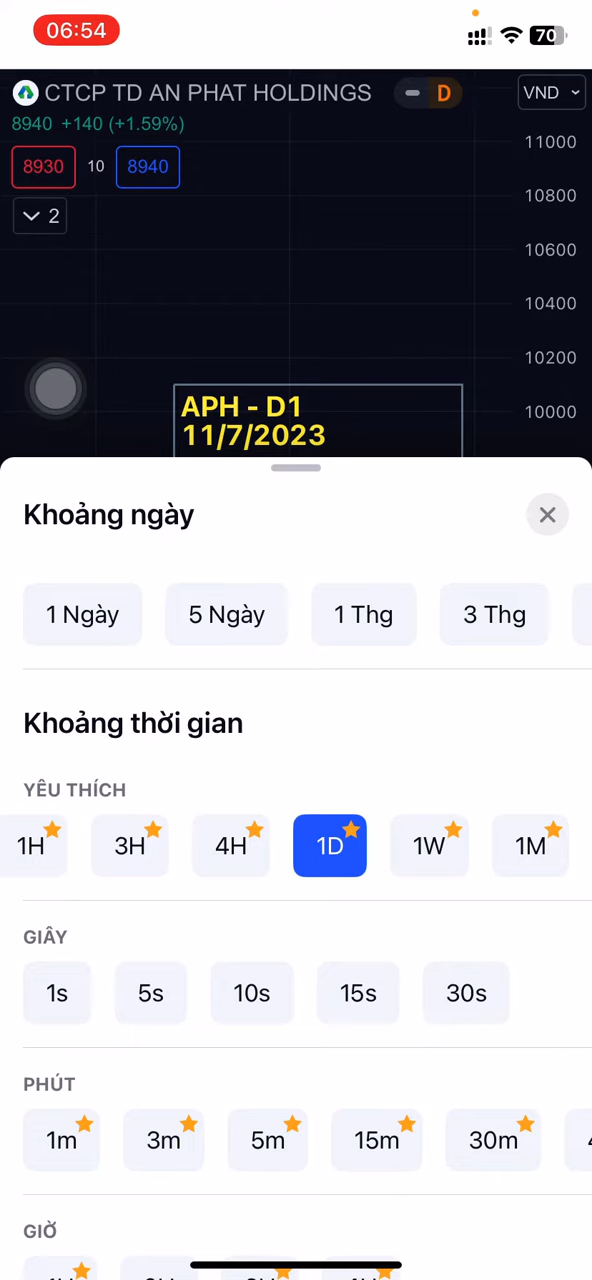 06:54
70
CTCP TD AN PHAT HOLDINGS
D
VND
8940 +140 (+1.59%)
11000
8930 10 8940
10800
2
10600
10400
10200
APH - D1
10000
11/7/2023
Khoảng ngày
1 Ngày 5 Ngày 1 Thg 3 Thg
Khoảng thời gian
YÊU THÍCH
1H 3H 4H 1D 1W 1M
GIÂY
1s 5s 10s 15s 30s
PHÚT
1m 3m 5m 15m 30m
GIỜ